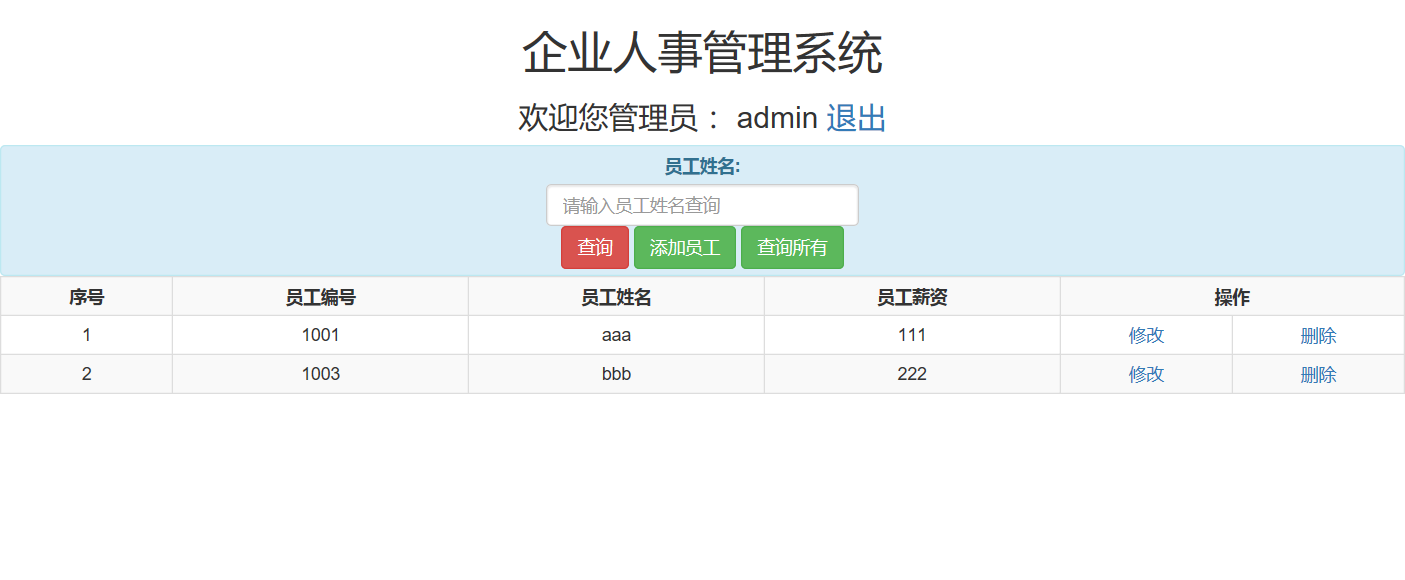 企业人事管理系统
欢迎您管理员： admin 退出
员工姓名:
请输入员工姓名查询
查询 添加员工 查询所有
序号 员工编号 员工姓名 员工薪资 操作
1 1001 aaa 111 修改 删除
2 1003 bbb 222 修改 删除